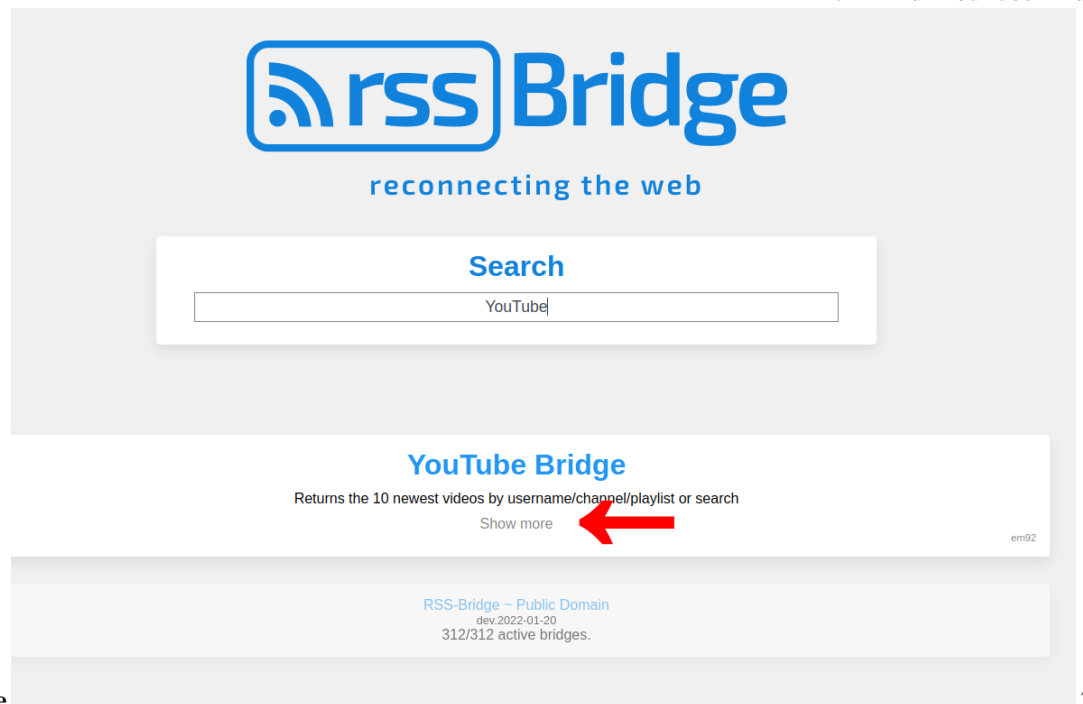 rss Bridge
reconnecting the web
Search
YouTube
YouTube Bridge
Returns the 10 newest videos by username/channel/playlist or search
Show more
em92
RSS-Bridge ~ Public Domain
dev.2022-01-20
312/312 active bridges.
e